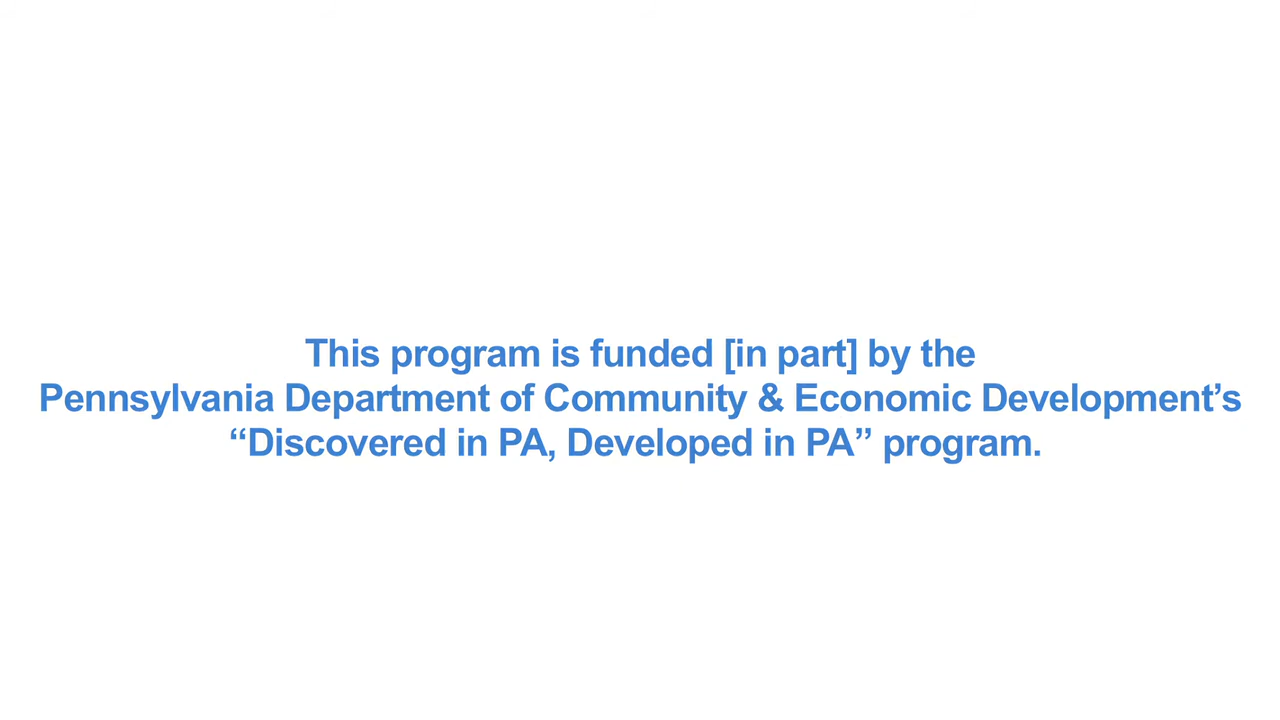 This program is funded [in part] by the
Pennsylvania Department of Community & Economic Development’s
“Discovered in PA, Developed in PA” program.